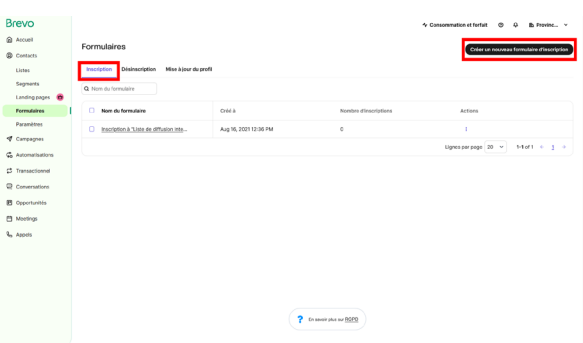 Brevo
Consommation et forfait
Provinc...
Accueil
Contacts
Listes
Segments
Landing pages
Formulaires
Paramètres
Campagnes
Automatisations
Transactionnel
Conversations
Opportunités
Meetings
Appels
Formulaires
Créer un nouveau formulaire d'inscription
Inscription Désinscription Mise à jour du profil
Nom du formulaire
Nom du formulaire Créé à Nombre d'inscriptions Actions
Inscription à "Liste de diffusion inte... Aug 16, 2021 12:36 PM 0
Lignes par page 20 1-1 of 1 1
? En savoir plus sur RGPD